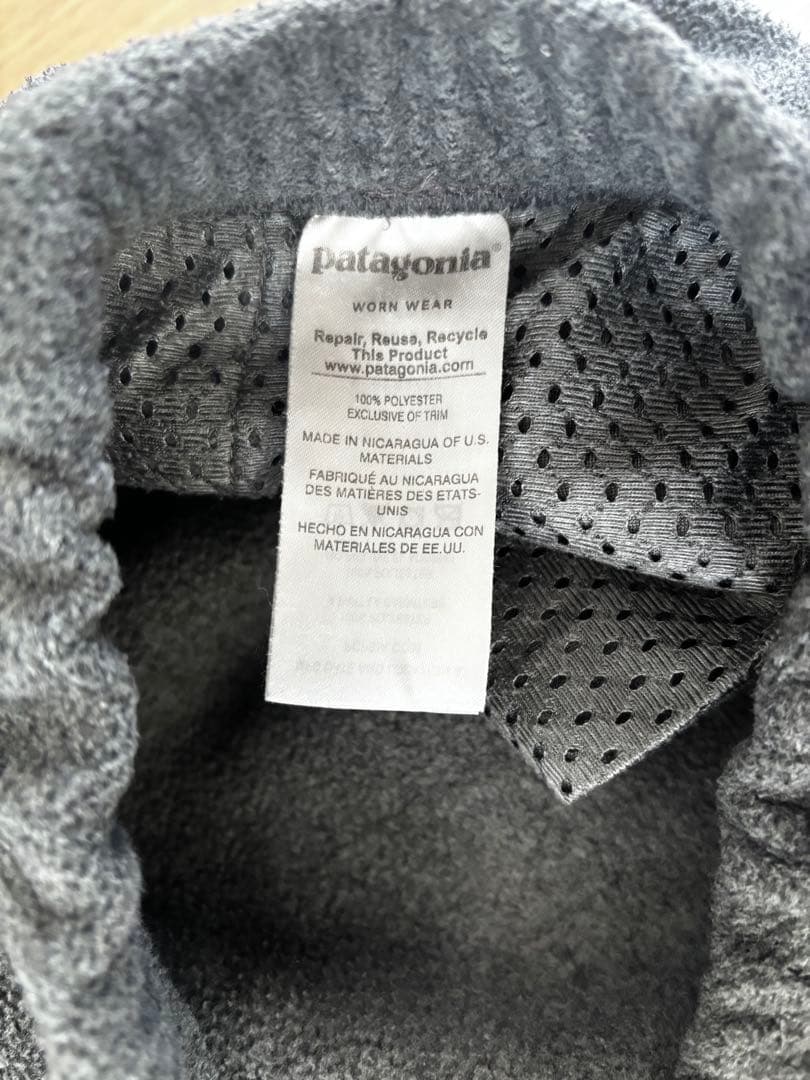 patagonia®
WORN WEAR
Repair, Reuse, Recycle
This Product
www.patagonia.com
100% POLYESTER
EXCLUSIVE OF TRIM
MADE IN NICARAGUA OF U.S.
MATERIALS
FABRIQUÉ AU NICARAGUA
DES MATIÈRES DES ETATS-
UNIS
HECHO EN NICARAGUA CON
MATERIALES DE EE.UU.